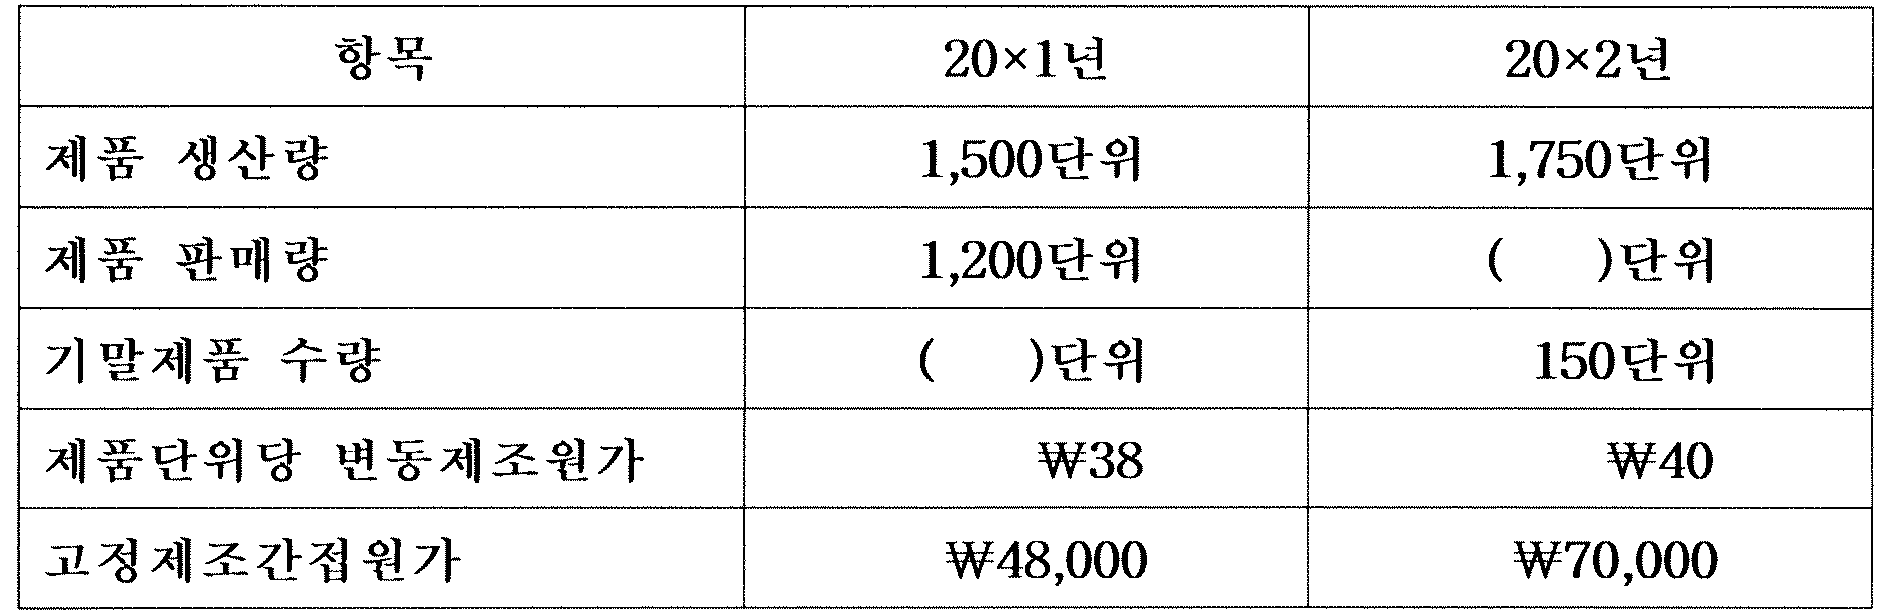 항목 20×1년 20×2년
제품 생산량 1,500단위 1,750단위
제품 판매량 1,200단위 (   )단위
기말제품 수량 (   )단위 150단위
제품단위당 변동제조원가 ₩38 ₩40
고정제조간접원가 ₩48,000 ₩70,000